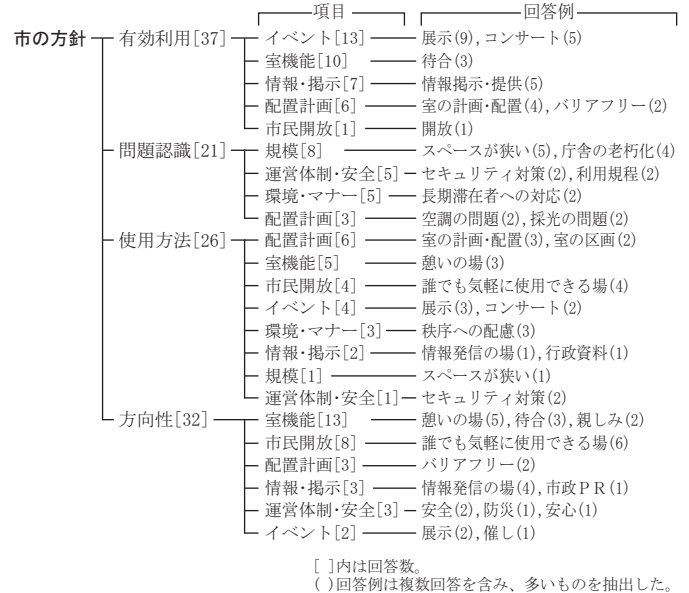 項目 回答例
市の方針 有効利用[37] イベント[13] 展示(9),コンサート(5)
室機能[10] 待合(3)
情報・掲示[7] 情報掲示・提供(5)
配置計画[6] 室の計画・配置(4),バリアフリー(2)
市民開放[1] 開放(1)
問題認識[21] 規模[8] スペースが狭い(5),庁舎の老朽化(4)
運営体制・安全[5] セキュリティ対策(2),利用規程(2)
環境・マナー[5] 長期滞在者への対応(2)
配置計画[3] 空調の問題(2),採光の問題(2)
使用方法[26] 配置計画[6] 室の計画・配置(3),室の区画(2)
室機能[5] 憩いの場(3)
市民開放[4] 誰でも気軽に使用できる場(4)
イベント[4] 展示(3),コンサート(2)
環境・マナー[3] 秩序への配慮(3)
情報・掲示[2] 情報発信の場(1),行政資料(1)
規模[1] スペースが狭い(1)
運営体制・安全[1] セキュリティ対策(2)
方向性[32] 室機能[13] 憩いの場(5),待合(3),親しみ(2)
市民開放[8] 誰でも気軽に使用できる場(6)
配置計画[3] バリアフリー(2)
情報・掲示[3] 情報発信の場(4),市政PR(1)
運営体制・安全[3] 安全(2),防災(1),安心(1)
イベント[2] 展示(2),催し(1)
[ ]内は回答数。
( )回答例は複数回答を含み、多いものを抽出した。